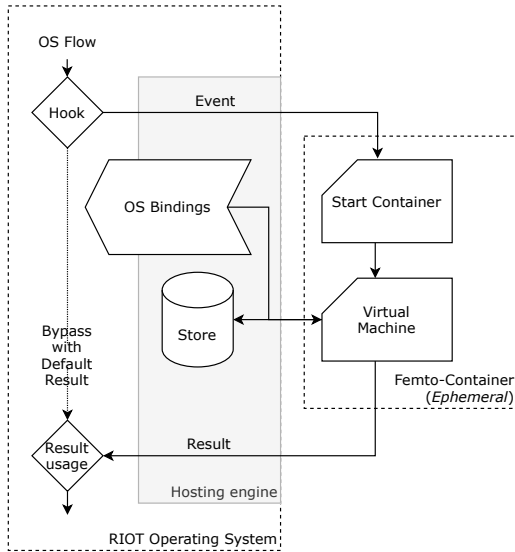 OS Flow
Hook
Event
OS Bindings
Start Container
Store
Virtual
Machine
Bypass
with
Default
Result
Femto-Container
(Ephemeral)
Result
usage
Result
Hosting engine
RIOT Operating System